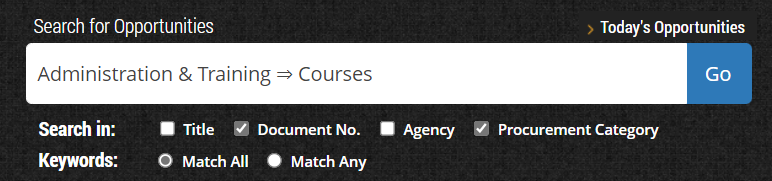 Search for Opportunities
› Today's Opportunities
Administration & Training ⇒ Courses
Go
Search in: Title Document No. Agency Procurement Category
Keywords: Match All Match Any